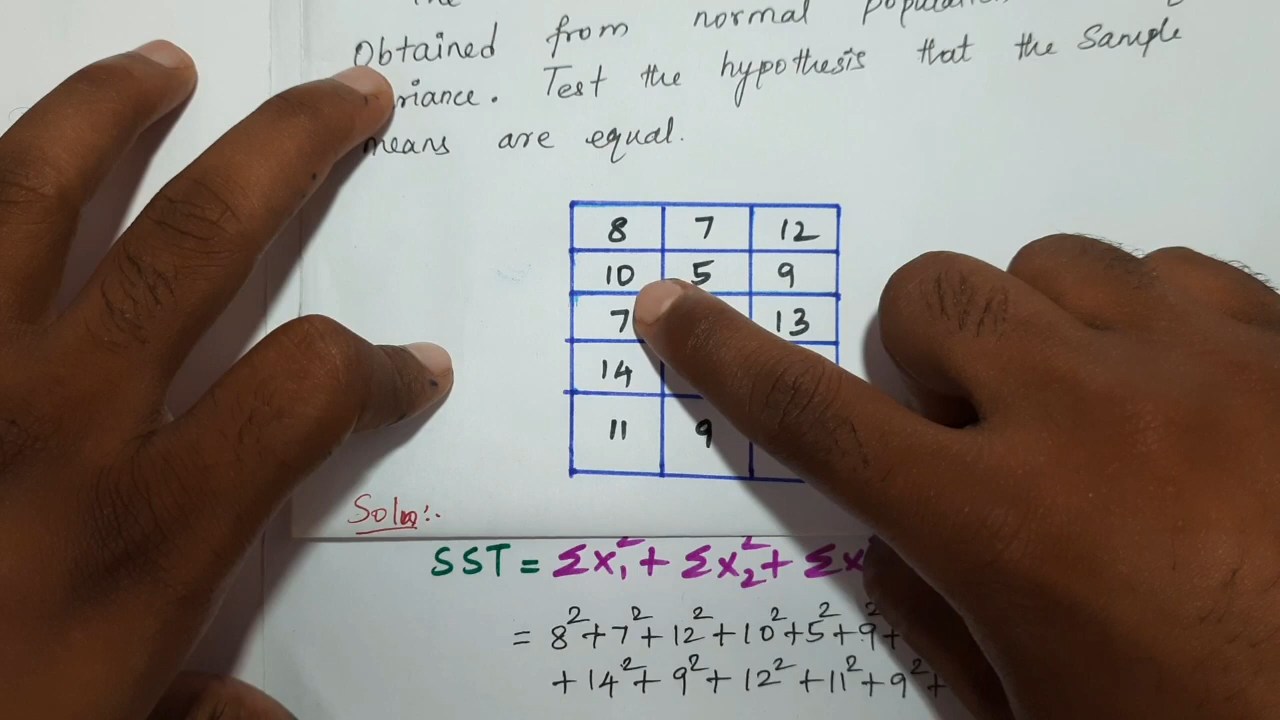 The
normal
Obtained from
riance. Test the hypothesis that the Sample
means are equal.
8 7 12
10 5 9
7 13
14
11 9
Soln:-
SST = Σx₁² + Σx₂² + Σx
= 8² + 7² + 12² + 10² + 5² + 9² +
+ 14² + 9² + 12² + 11² + 9² +